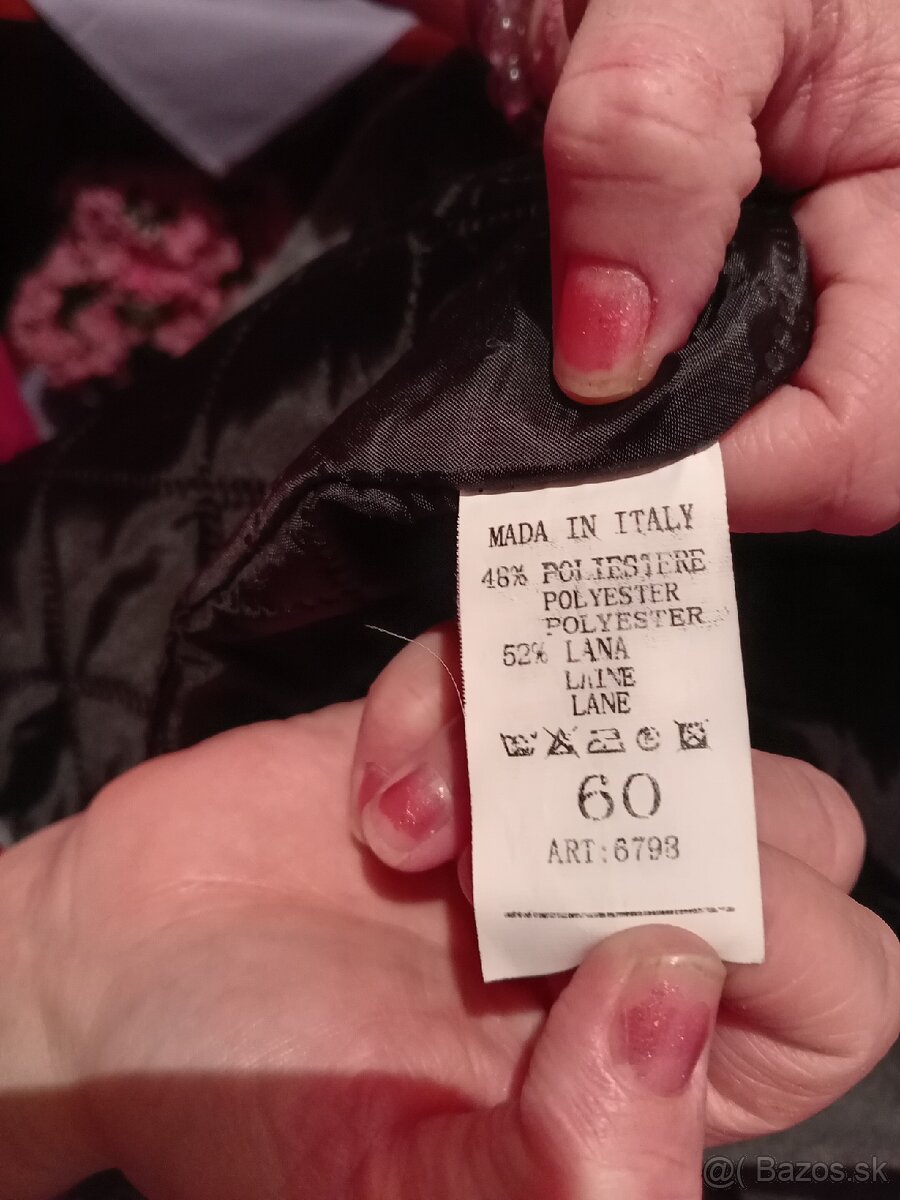 MADA IN ITALY
48% POLIESTERE
POLYESTER
POLYESTER
52% LANA
LAINE
LANE
60
ART:6798
@( Bazos.sk